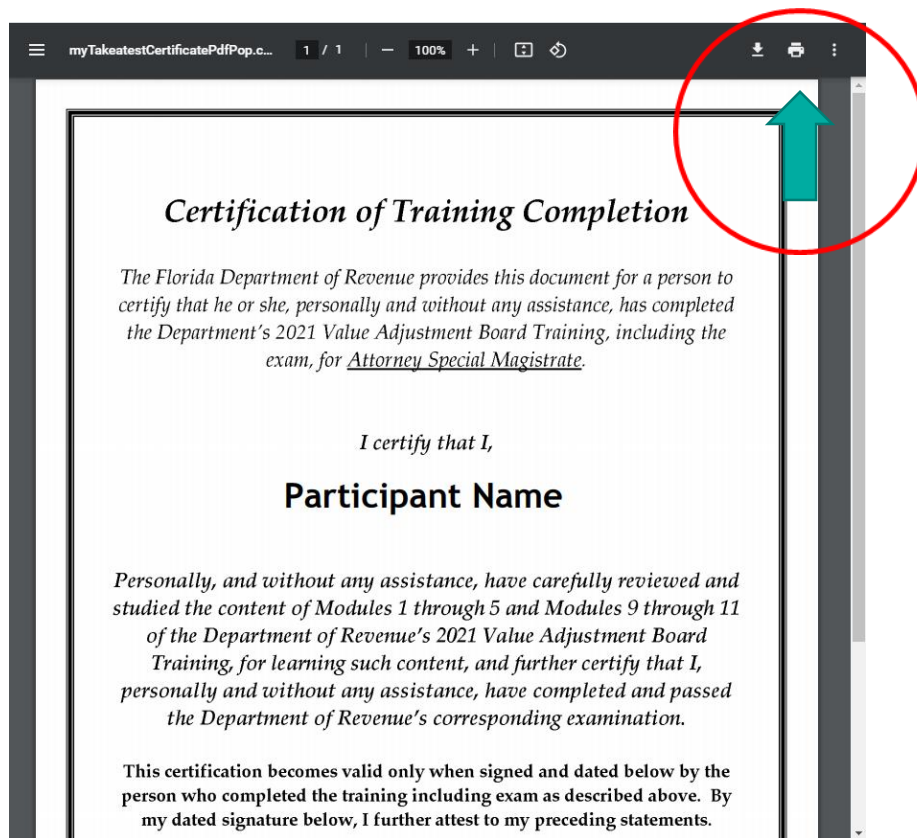 myTakeatestCertificatePdfPop.c... 1 / 1 100%
Certification of Training Completion
The Florida Department of Revenue provides this document for a person to
certify that he or she, personally and without any assistance, has completed
the Department's 2021 Value Adjustment Board Training, including the
exam, for Attorney Special Magistrate.
I certify that I,
Participant Name
Personally, and without any assistance, have carefully reviewed and
studied the content of Modules 1 through 5 and Modules 9 through 11
of the Department of Revenue's 2021 Value Adjustment Board
Training, for learning such content, and further certify that I,
personally and without any assistance, have completed and passed
the Department of Revenue's corresponding examination.
This certification becomes valid only when signed and dated below by the
person who completed the training including exam as described above.  By
my dated signature below, I further attest to my preceding statements.